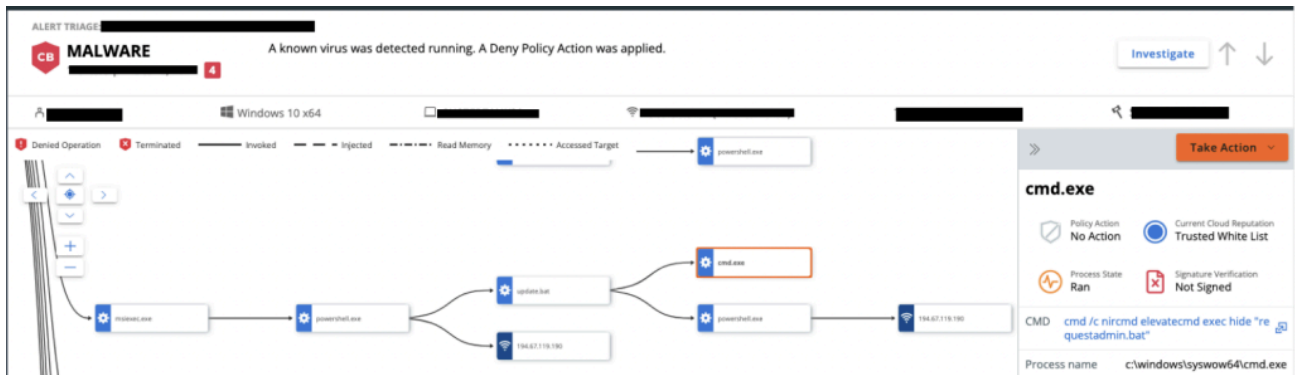 ALERT TRIAGE:
CB MALWARE
4
A known virus was detected running. A Deny Policy Action was applied.
Investigate
Windows 10 x64
Denied Operation Terminated Invoked Injected Read Memory Accessed Target
powershell.exe
Take Action
cmd.exe
Policy Action
No Action
Current Cloud Reputation
Trusted White List
Process State
Ran
Signature Verification
Not Signed
CMD cmd /c nircmd elevatecmd exec hide "re
questadmin.bat"
Process name c:\windows\syswow64\cmd.exe
cmd.exe
update.bat
msiexec.exe
powershell.exe
powershell.exe
194.67.119.190
194.67.119.190